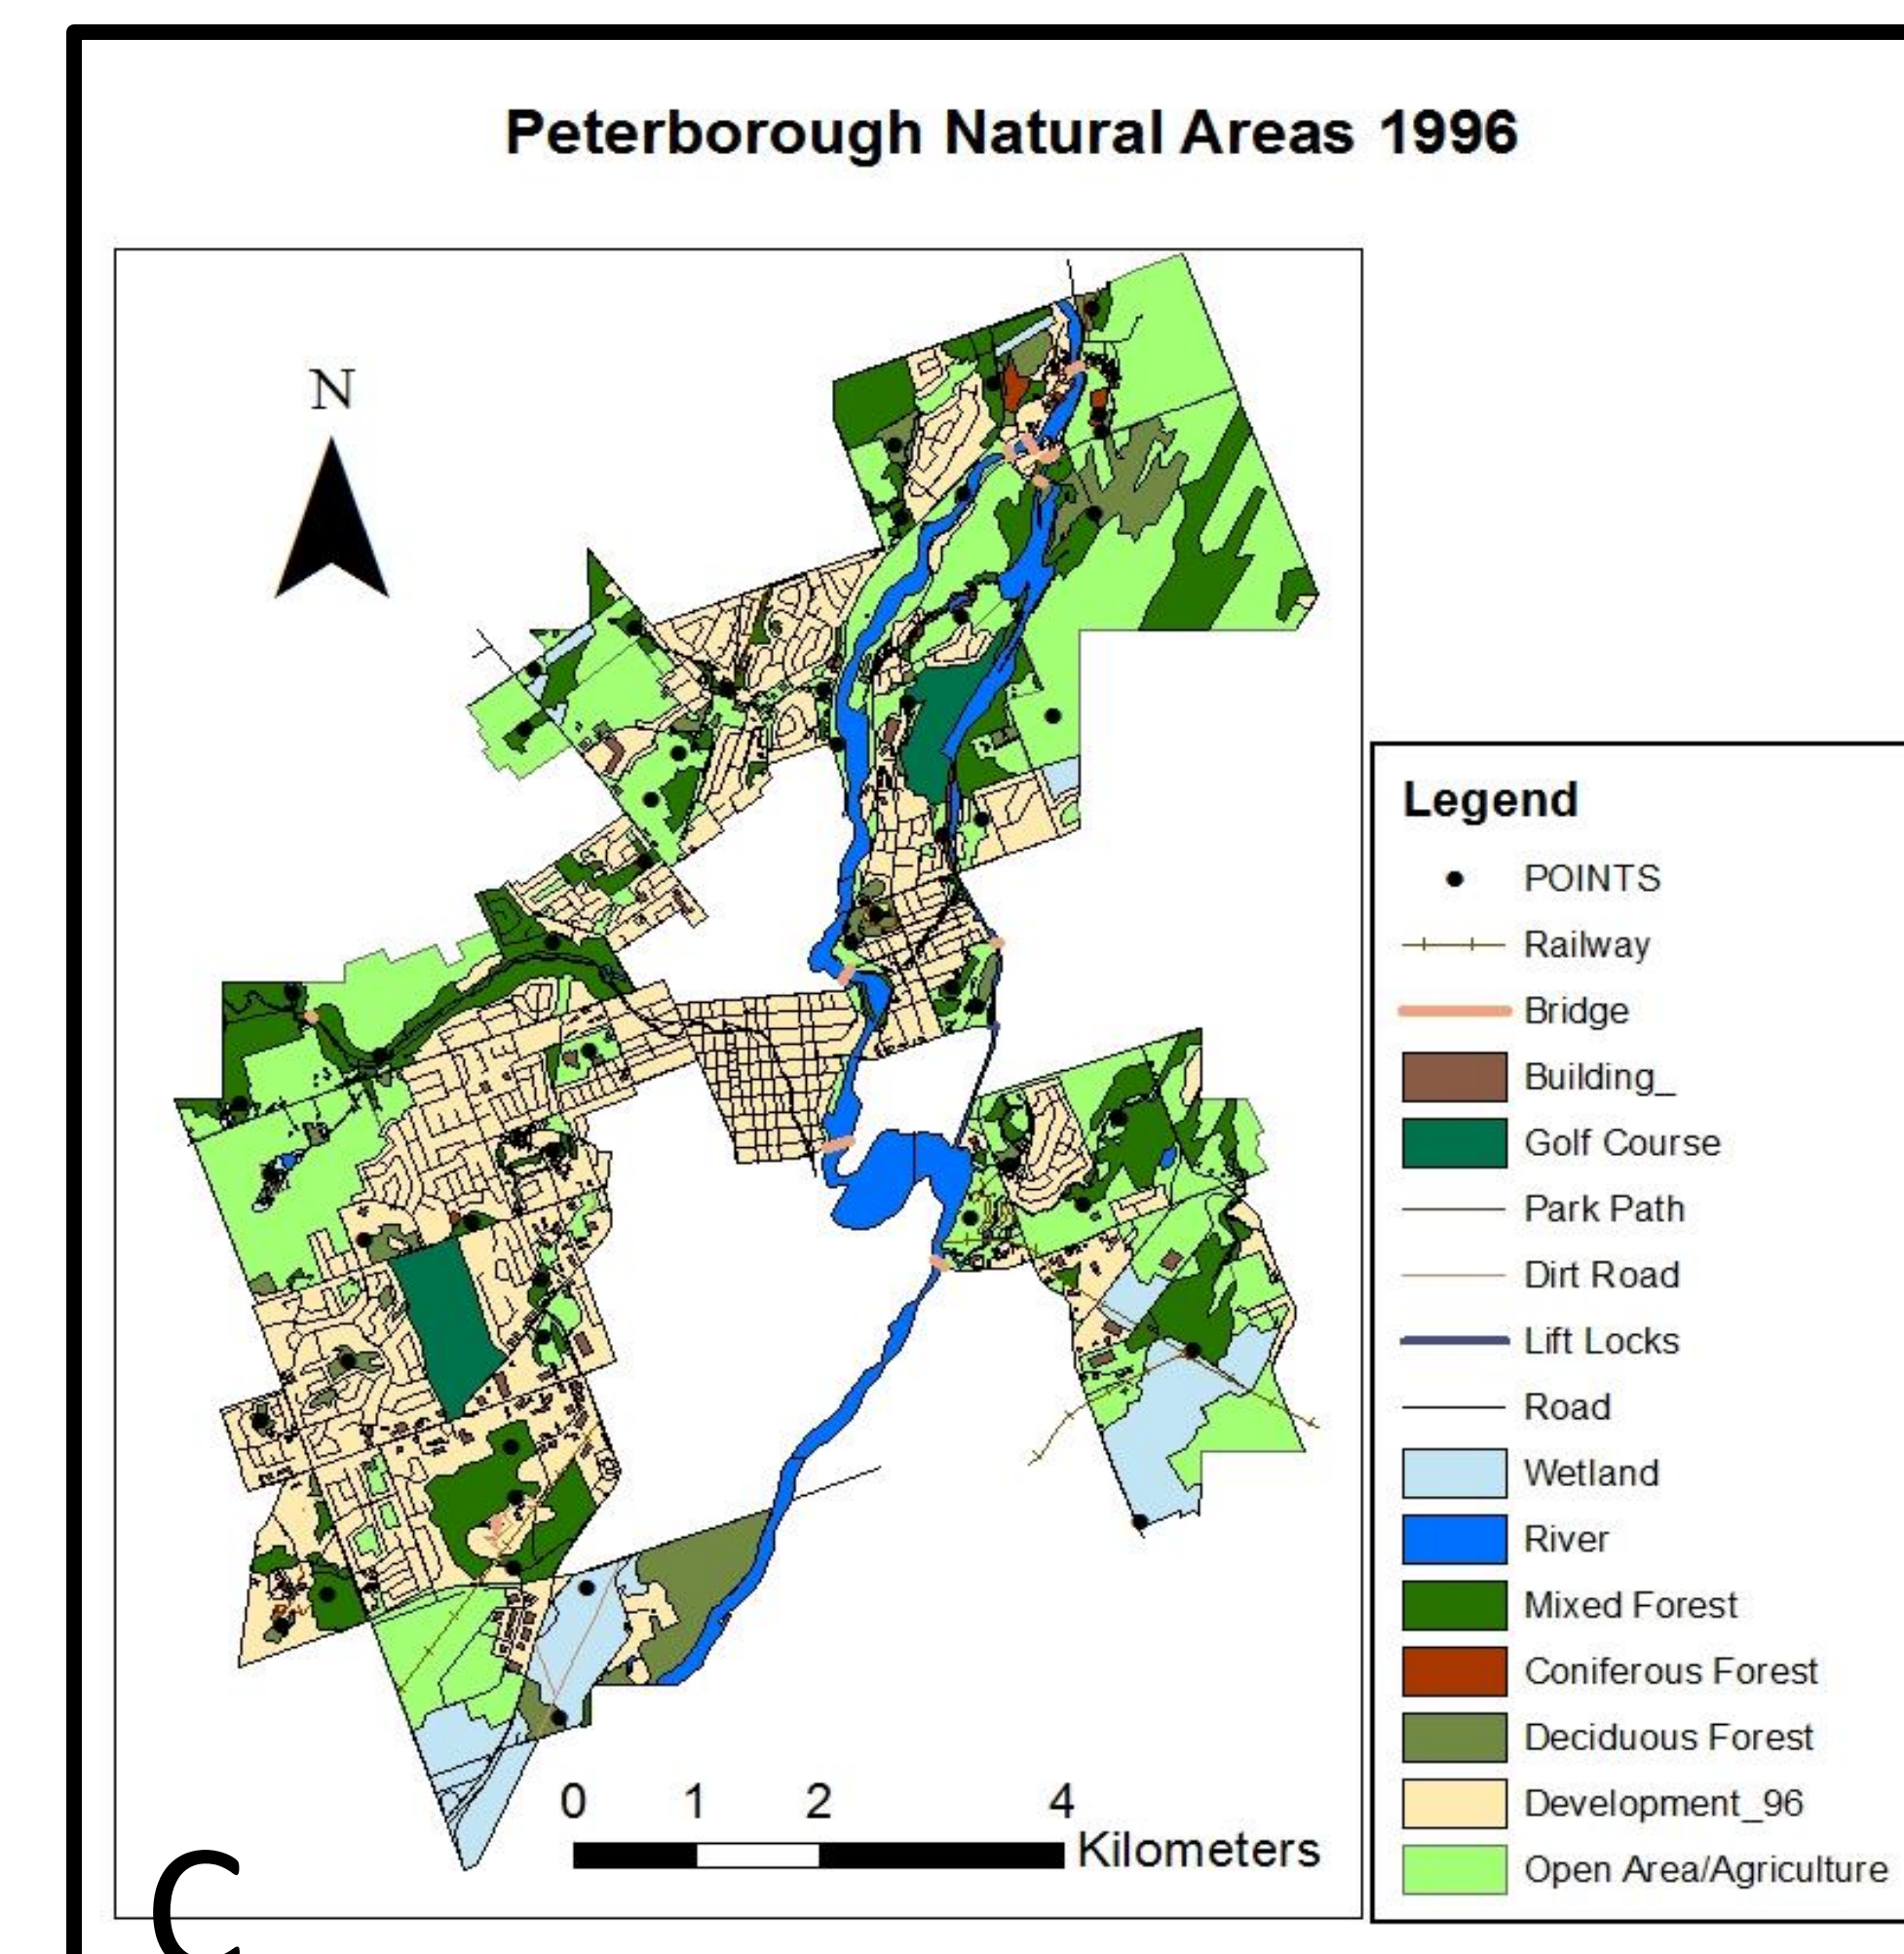 Peterborough Natural Areas 1996
N
Legend
POINTS
Railway
Bridge
Building_
Golf Course
Park Path
Dirt Road
Lift Locks
Road
Wetland
River
Mixed Forest
Coniferous Forest
Deciduous Forest
Development_96
Open Area/Agriculture
0 1 2 4
Kilometers
C